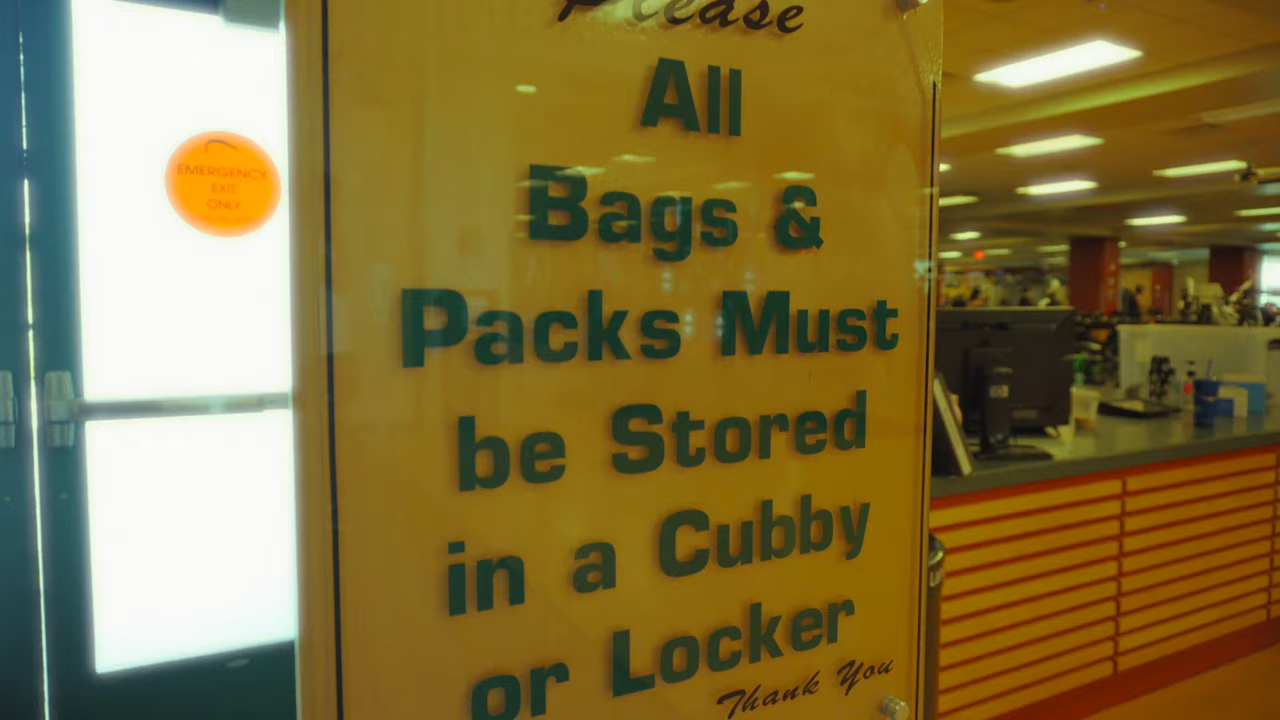 Please
All
Bags &
Packs Must
be Stored
in a Cubby
or Locker
Thank You
EMERGENCY
EXIT
ONLY